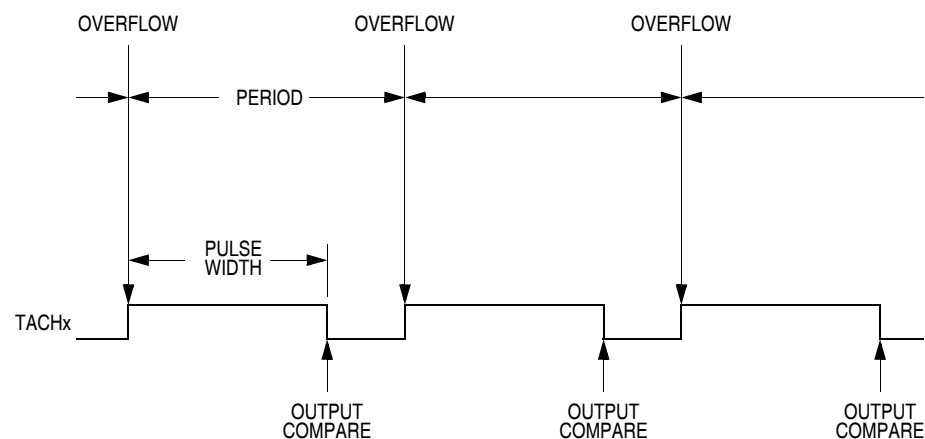 OVERFLOW OVERFLOW OVERFLOW
PERIOD
PULSE
WIDTH
TACHx
OUTPUT OUTPUT OUTPUT
COMPARE COMPARE COMPARE